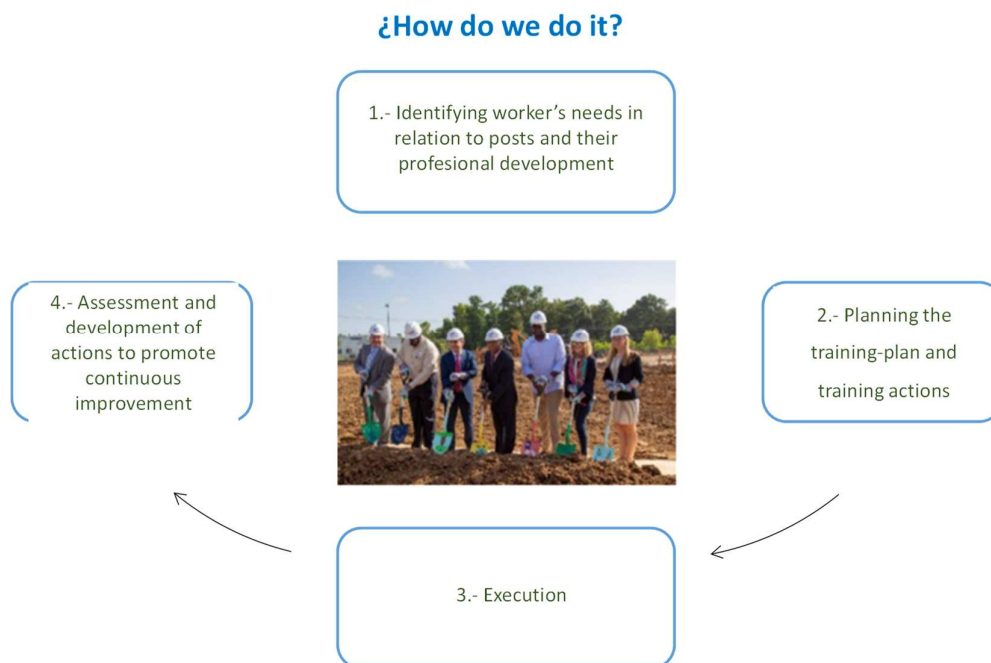 ¿How do we do it?
1.- Identifying worker’s needs in
relation to posts and their
profesional development
2.- Planning the
training-plan and
training actions
3.- Execution
4.- Assessment and
development of
actions to promote
continuous
improvement